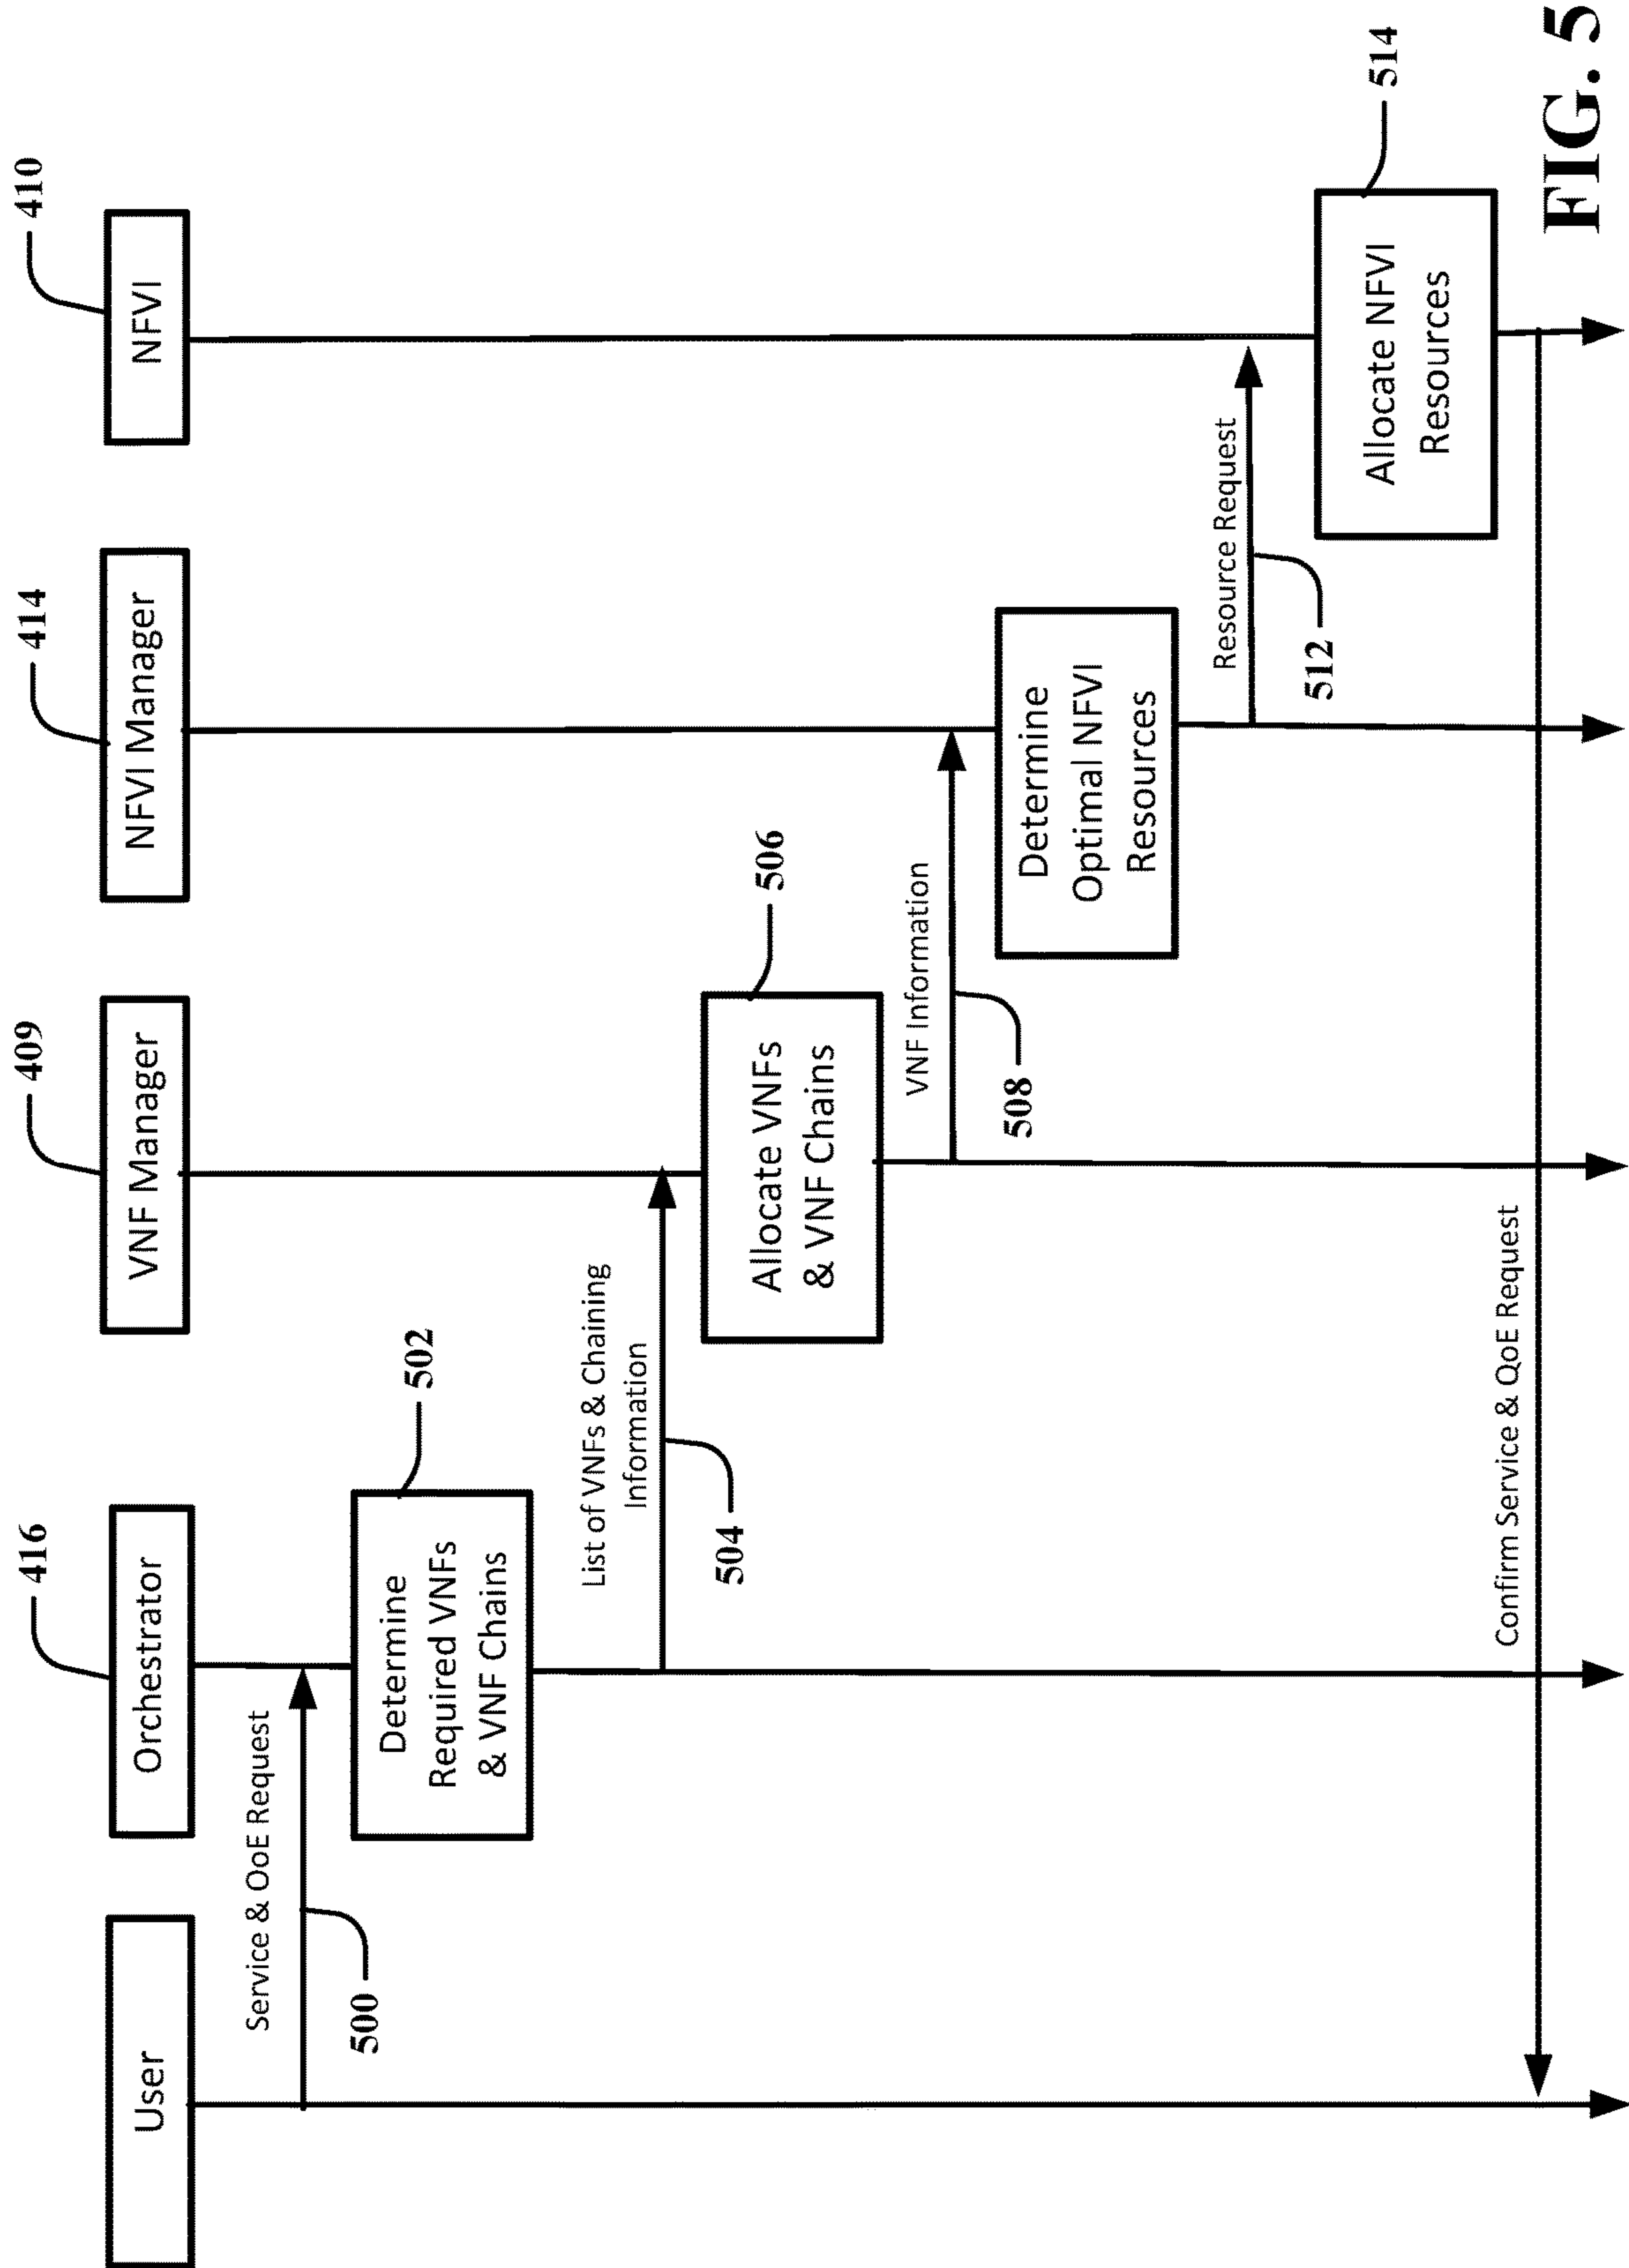 416
409
414
410
User
Orchestrator
VNF Manager
NFVI Manager
NFVI
Service & OoE Request
500
Determine
Required VNFs
& VNF Chains
502
List of VNFs & Chaining
Information
504
Allocate VNFs
& VNF Chains
506
VNF Information
508
Determine
Optimal NFVI
Resources
Resource Request
512
Allocate NFVI
Resources
514
Confirm Service & QoE Request
FIG. 5